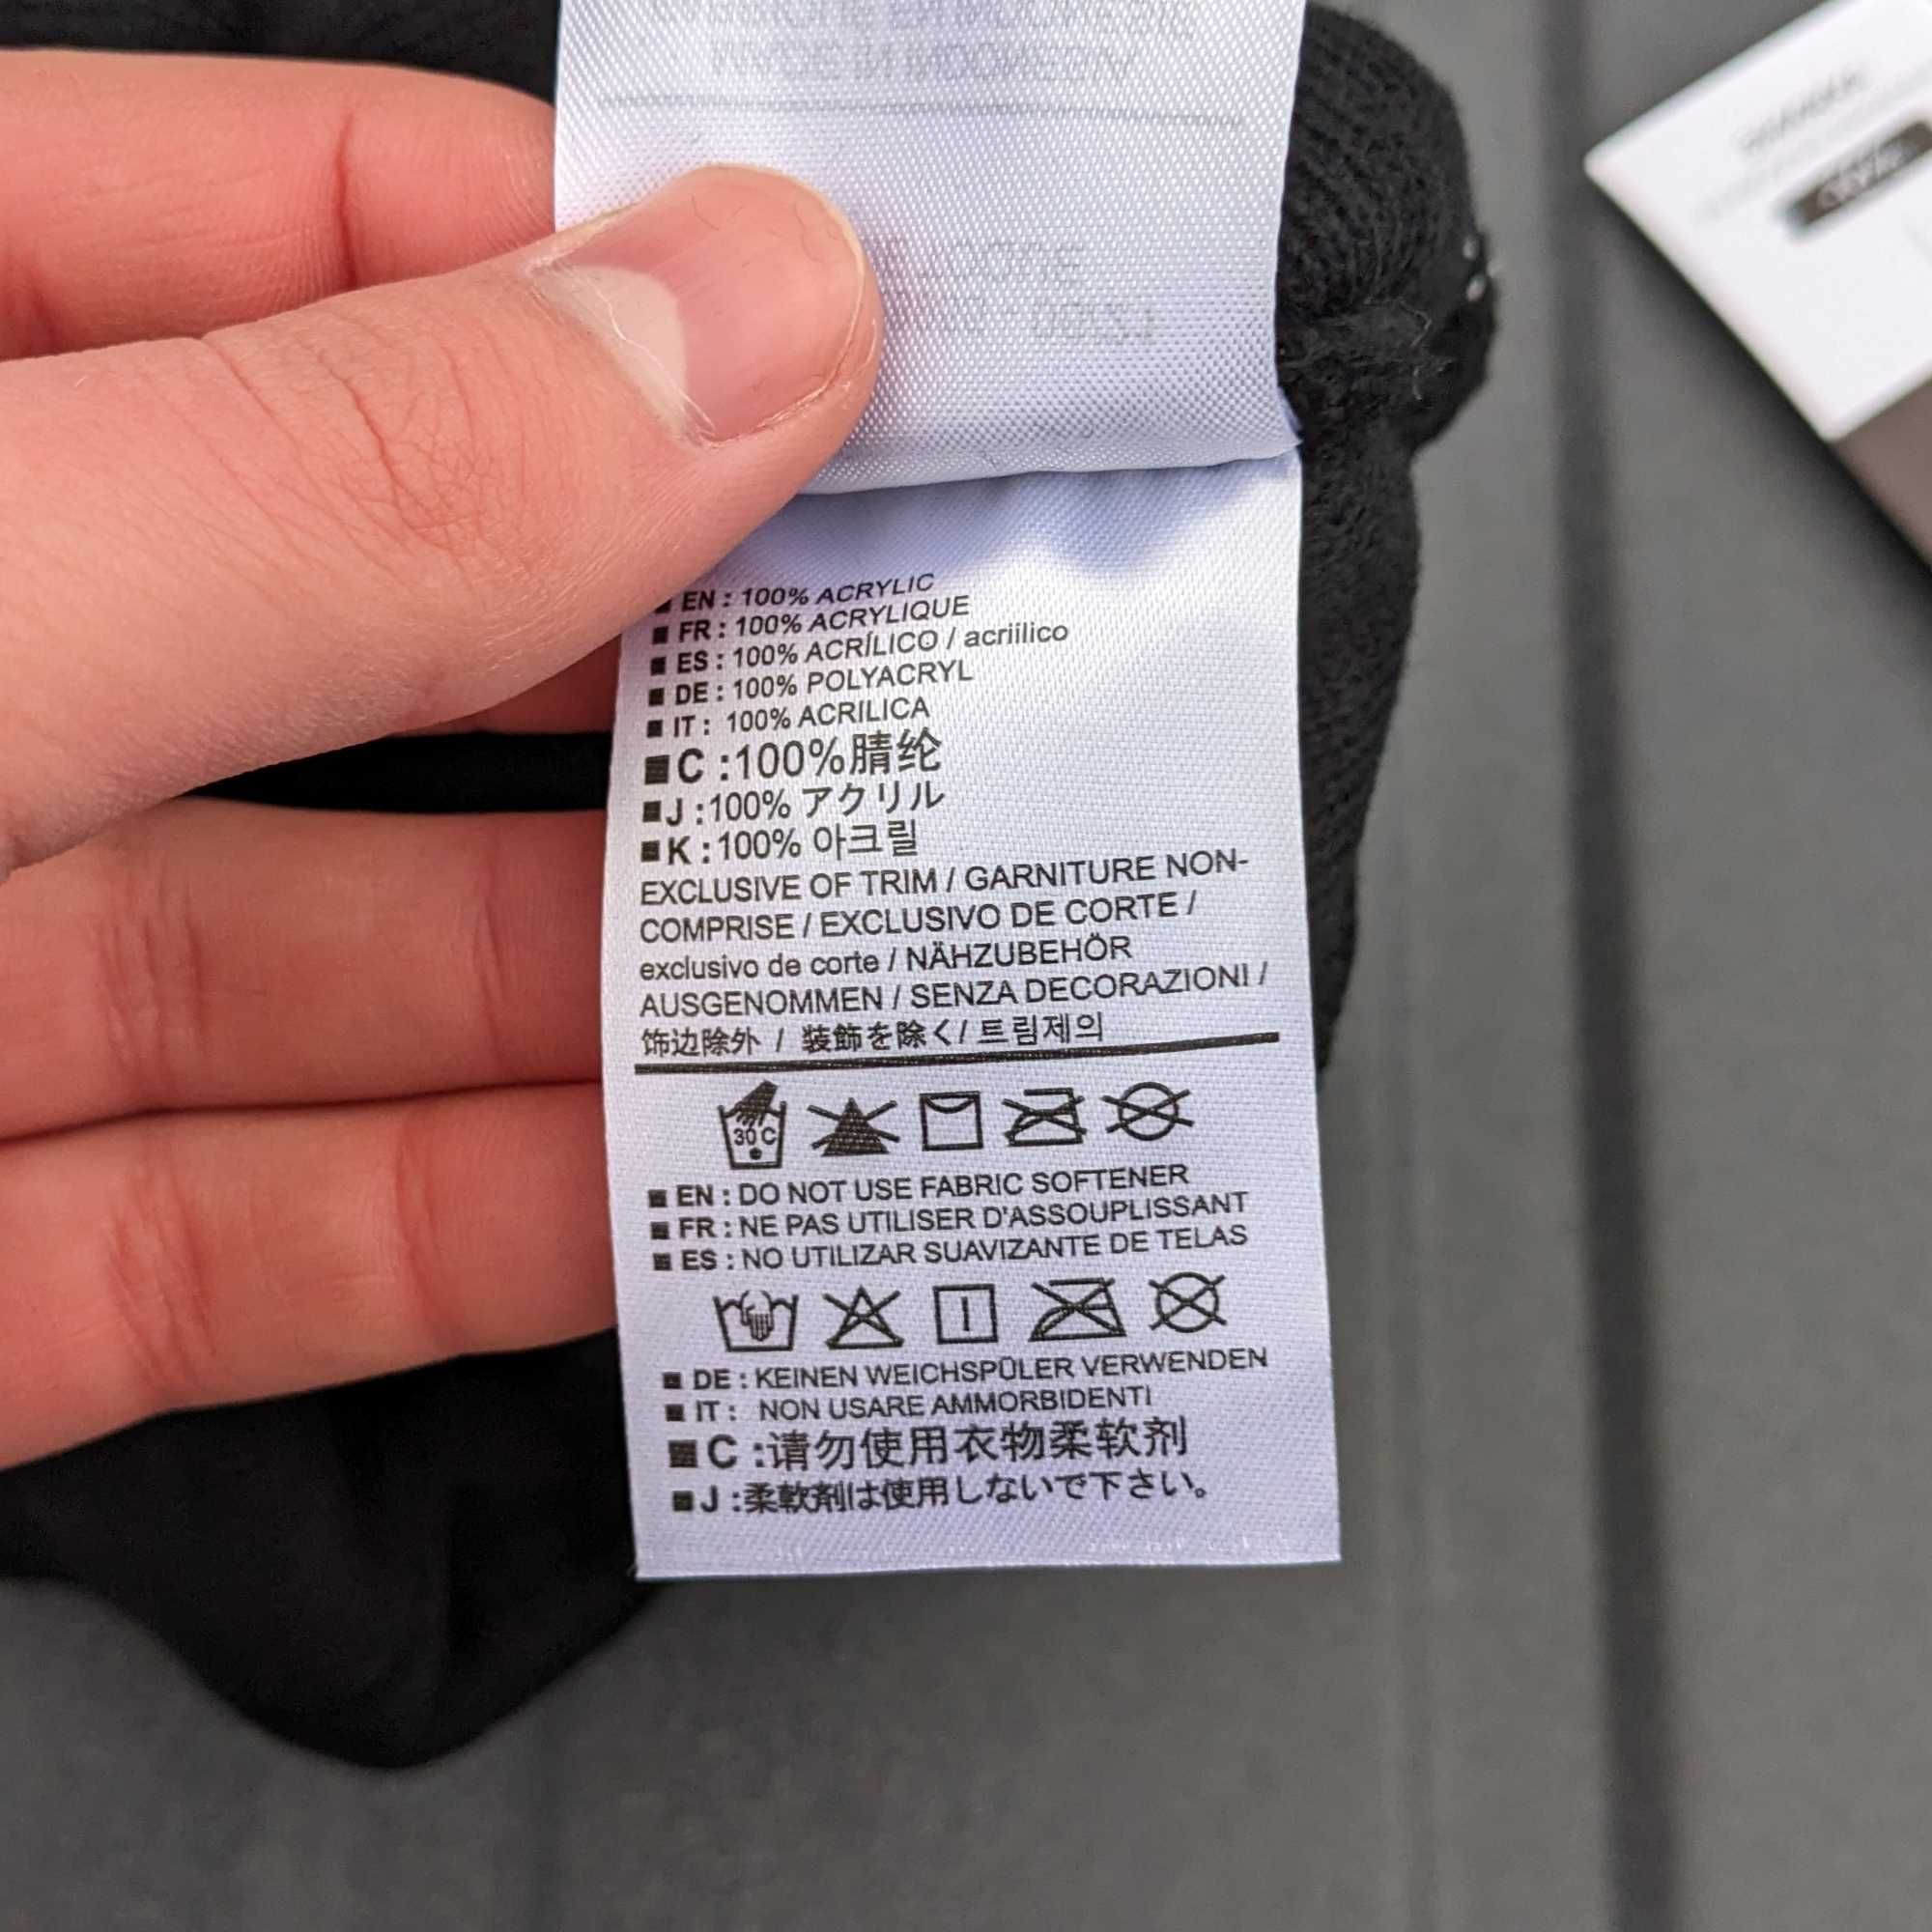 ■ EN : 100% ACRYLIC
■ FR : 100% ACRYLIQUE
■ ES : 100% ACRÍLICO / acriílico
■ DE : 100% POLYACRYL
■ IT : 100% ACRILICA
■ C :100%腈纶
■ J :100% アクリル
■ K :100% 아크릴
EXCLUSIVE OF TRIM / GARNITURE NON-
COMPRISE / EXCLUSIVO DE CORTE /
exclusivo de corte / NÄHZUBEHÖR
AUSGENOMMEN / SENZA DECORAZIONI /
饰边除外 / 装飾を除く/ 트림제의
30 C
■ EN : DO NOT USE FABRIC SOFTENER
■ FR : NE PAS UTILISER D'ASSOUPLISSANT
■ ES : NO UTILIZAR SUAVIZANTE DE TELAS
■ DE : KEINEN WEICHSPÜLER VERWENDEN
■ IT : NON USARE AMMORBIDENTI
■ C :请勿使用衣物柔软剂
■ J :柔軟剤は使用しないで下さい。